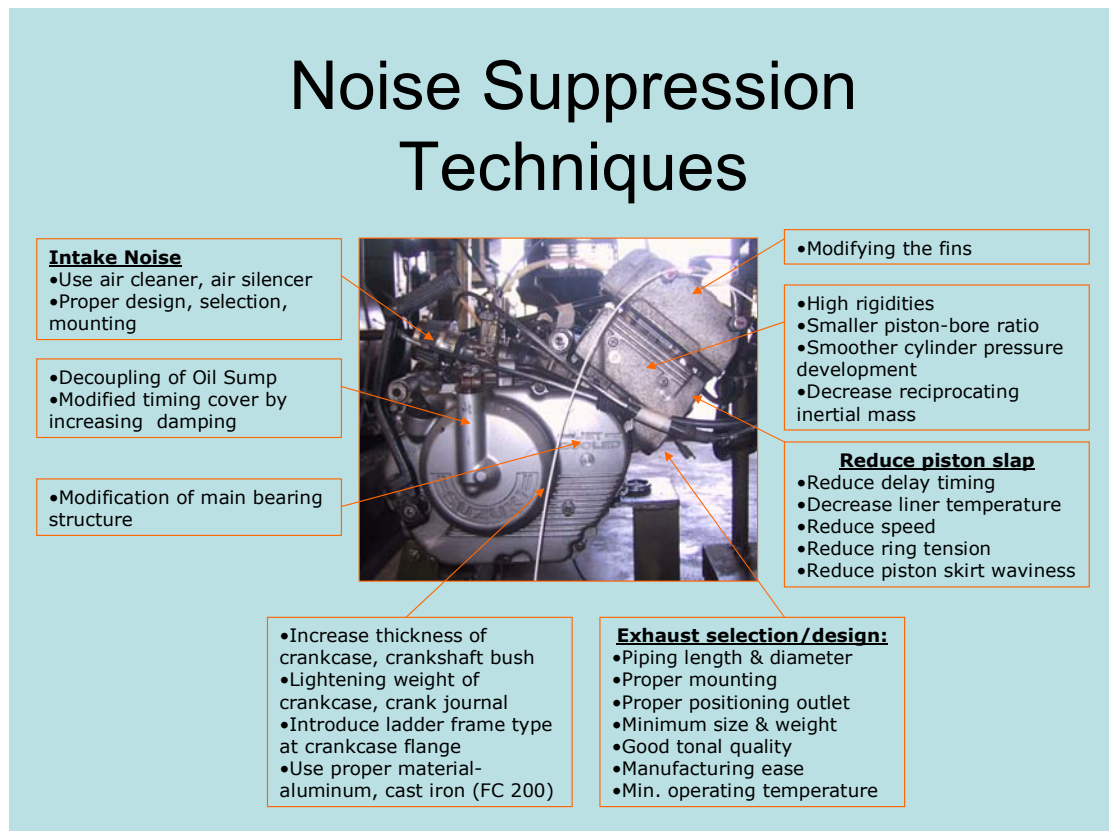 Noise Suppression
Techniques
Intake Noise
•Use air cleaner, air silencer
•Proper design, selection,
mounting
•Decoupling of Oil Sump
•Modified timing cover by
increasing  damping
•Modification of main bearing
structure
•Modifying the fins
•High rigidities
•Smaller piston-bore ratio
•Smoother cylinder pressure
development
•Decrease reciprocating
inertial mass
Reduce piston slap
•Reduce delay timing
•Decrease liner temperature
•Reduce speed
•Reduce ring tension
•Reduce piston skirt waviness
•Increase thickness of
crankcase, crankshaft bush
•Lightening weight of
crankcase, crank journal
•Introduce ladder frame type
at crankcase flange
•Use proper material-
aluminum, cast iron (FC 200)
Exhaust selection/design:
•Piping length & diameter
•Proper mounting
•Proper positioning outlet
•Minimum size & weight
•Good tonal quality
•Manufacturing ease
•Min. operating temperature
SUZUKI
COOLED